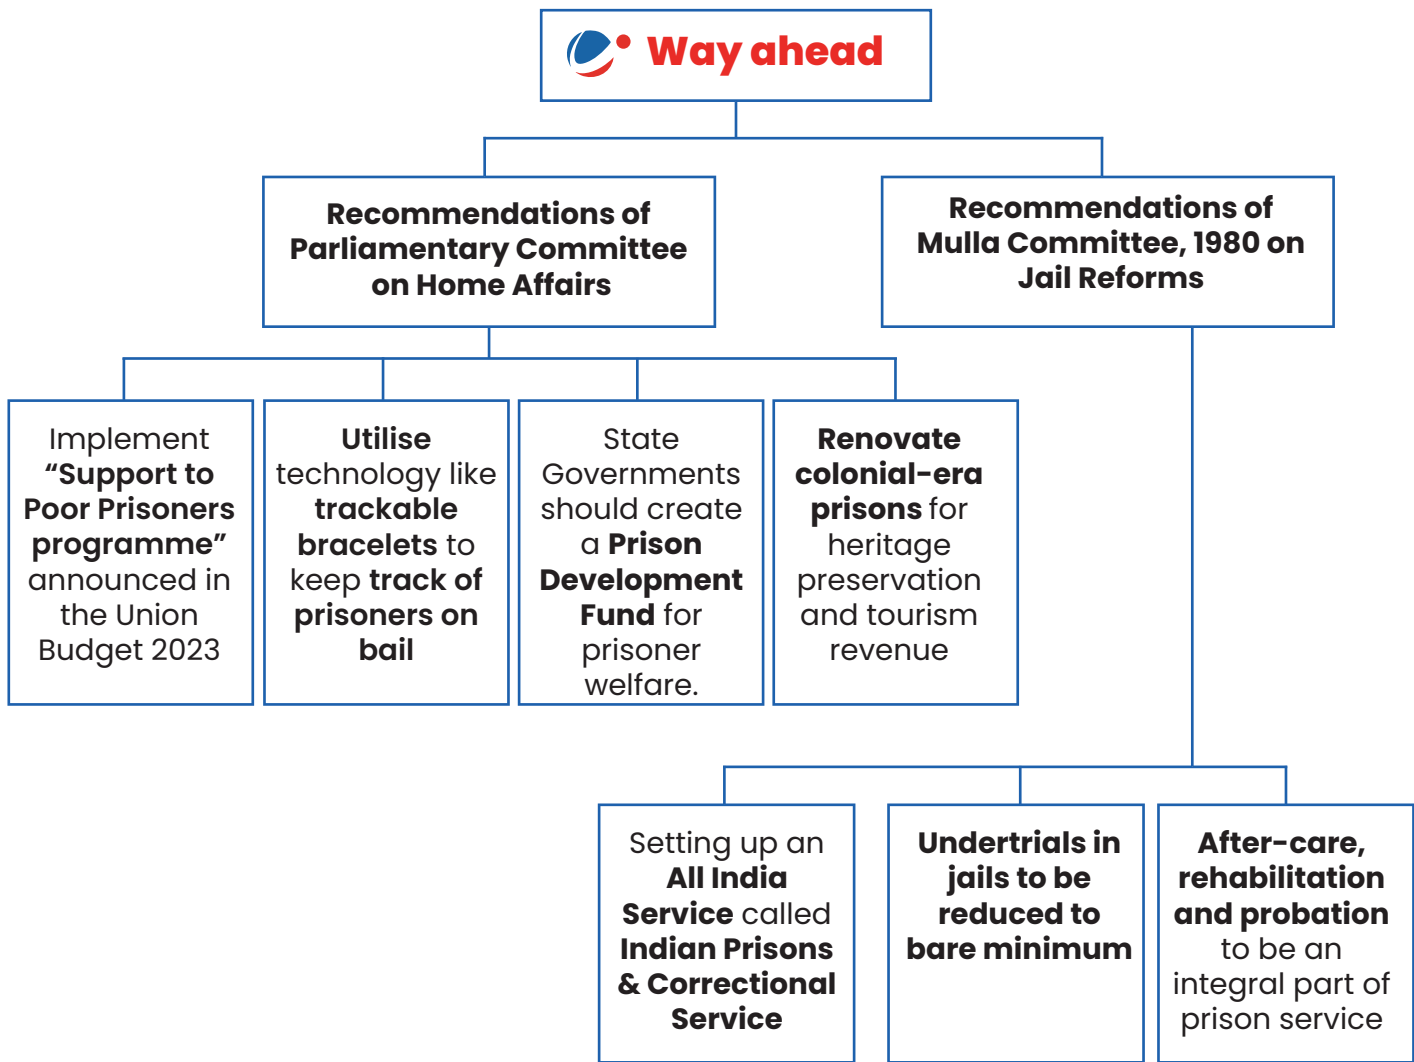 Way ahead
Recommendations of
Parliamentary Committee
on Home Affairs
Recommendations of
Mulla Committee, 1980 on
Jail Reforms
Implement
“Support to
Poor Prisoners
programme”
announced in
the Union
Budget 2023
Utilise
technology like
trackable
bracelets to
keep track of
prisoners on
bail
State
Governments
should create
a Prison
Development
Fund for
prisoner
welfare.
Renovate
colonial-era
prisons for
heritage
preservation
and tourism
revenue
Setting up an
All India
Service called
Indian Prisons
& Correctional
Service
Undertrials in
jails to be
reduced to
bare minimum
After-care,
rehabilitation
and probation
to be an
integral part of
prison service